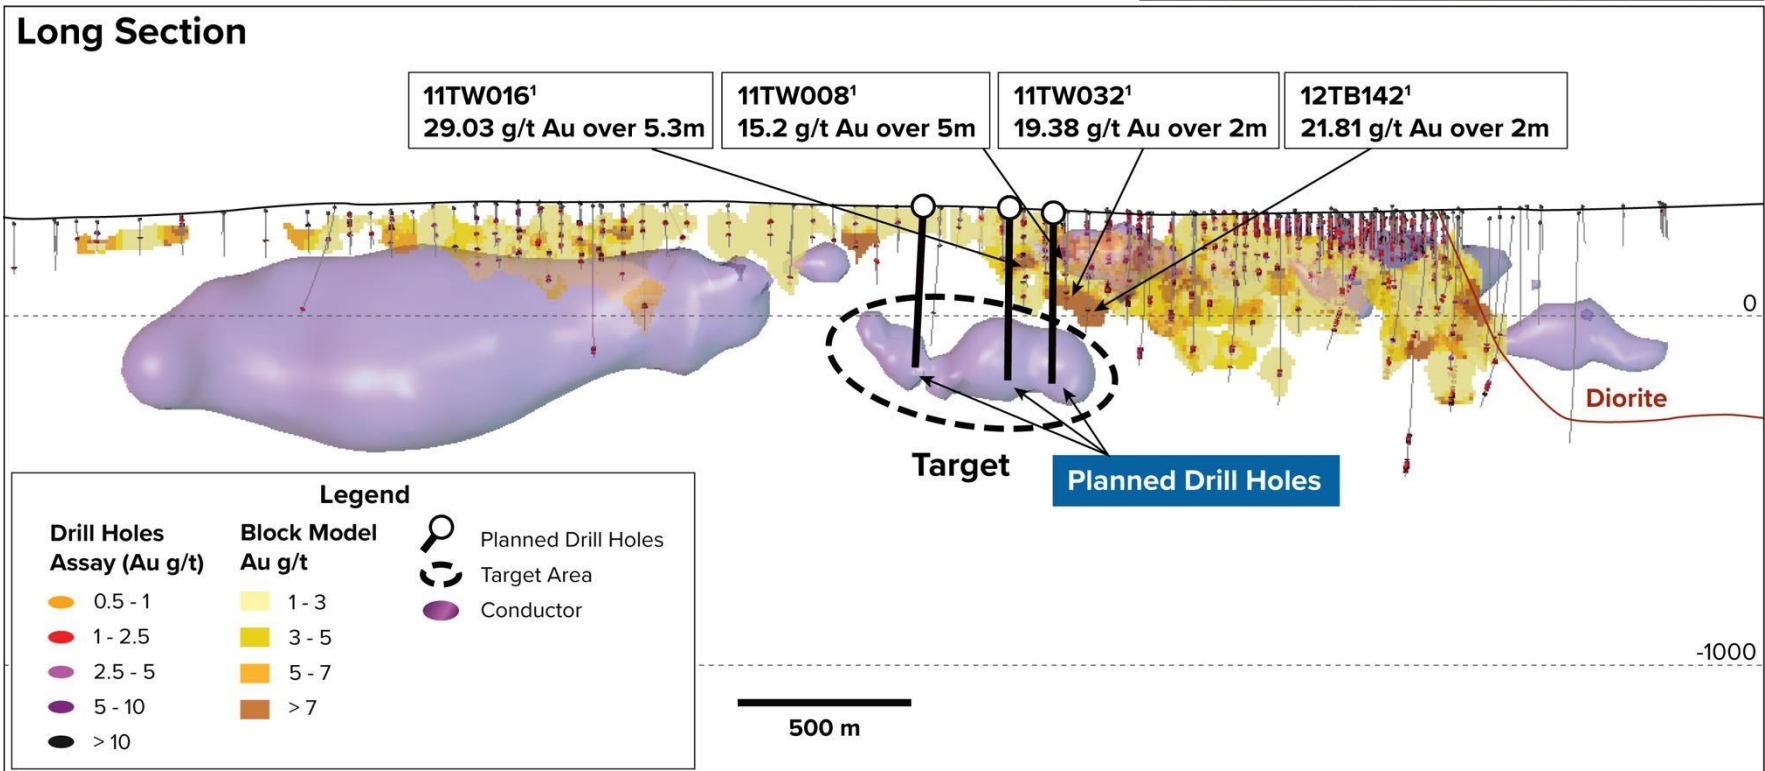 Long Section
11TW016¹
29.03 g/t Au over 5.3m
11TW008¹
15.2 g/t Au over 5m
11TW032¹
19.38 g/t Au over 2m
12TB142¹
21.81 g/t Au over 2m
0
Diorite
Target
Planned Drill Holes
-1000
500 m
Legend
Drill Holes
Assay (Au g/t)
0.5 - 1
1 - 2.5
2.5 - 5
5 - 10
> 10
Block Model
Au g/t
1 - 3
3 - 5
5 - 7
> 7
Planned Drill Holes
Target Area
Conductor